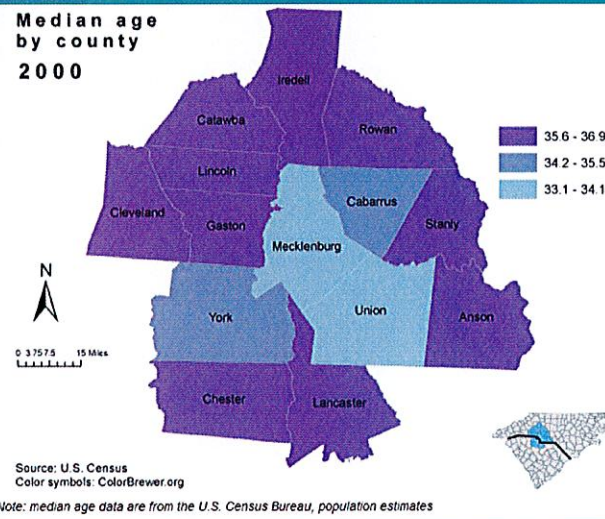 Median age
by county
2000
Iredell
Catawba
Rowan
35.6 - 36.9
34.2 - 35.5
33.1 - 34.1
Lincoln
Cabarrus
Cleveland
Gaston
Stanly
Mecklenburg
N
York
Union
Anson
0 3.75 7.5 15 Miles
Chester
Lancaster
Source: U.S. Census
Color symbols: ColorBrewer.org
Note: median age data are from the U.S. Census Bureau, population estimates